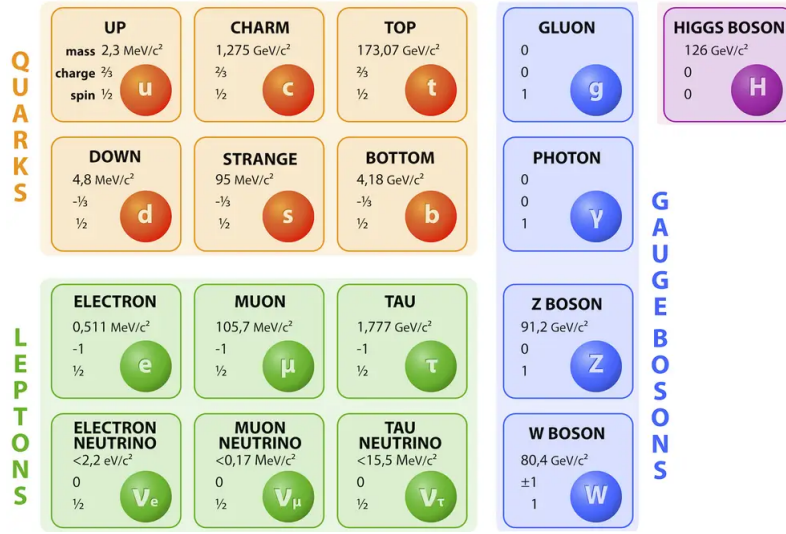 QUARKS
UP
mass 2,3 MeV/c²
charge ⅔
spin ½
u
CHARM
1,275 GeV/c²
⅔
½
c
TOP
173,07 GeV/c²
⅔
½
t
GLUON
0
0
1
g
HIGGS BOSON
126 GeV/c²
0
0
H
DOWN
4,8 MeV/c²
-⅓
½
d
STRANGE
95 MeV/c²
-⅓
½
s
BOTTOM
4,18 GeV/c²
-⅓
½
b
PHOTON
0
0
1
γ
GAUGE BOSONS
LEPTONS
ELECTRON
0,511 MeV/c²
-1
½
e
MUON
105,7 MeV/c²
-1
½
μ
TAU
1,777 GeV/c²
-1
½
τ
Z BOSON
91,2 GeV/c²
0
1
Z
ELECTRON
NEUTRINO
<2,2 eV/c²
0
½
νe
MUON
NEUTRINO
<0,17 MeV/c²
0
½
νμ
TAU
NEUTRINO
<15,5 MeV/c²
0
½
ντ
W BOSON
80,4 GeV/c²
±1
1
W